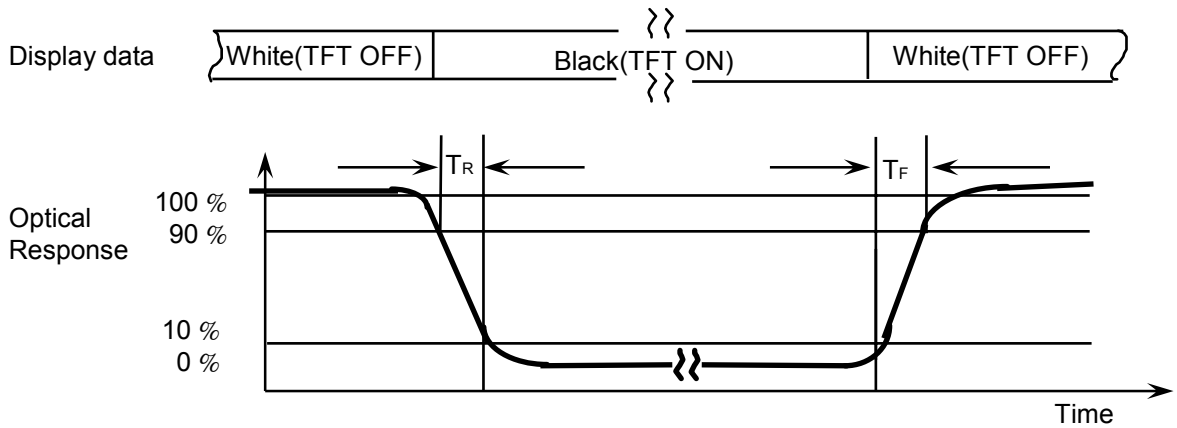 Display data
White(TFT OFF)
Black(TFT ON)
White(TFT OFF)
TR
TF
Optical
Response
100 %
90 %
10 %
0 %
Time